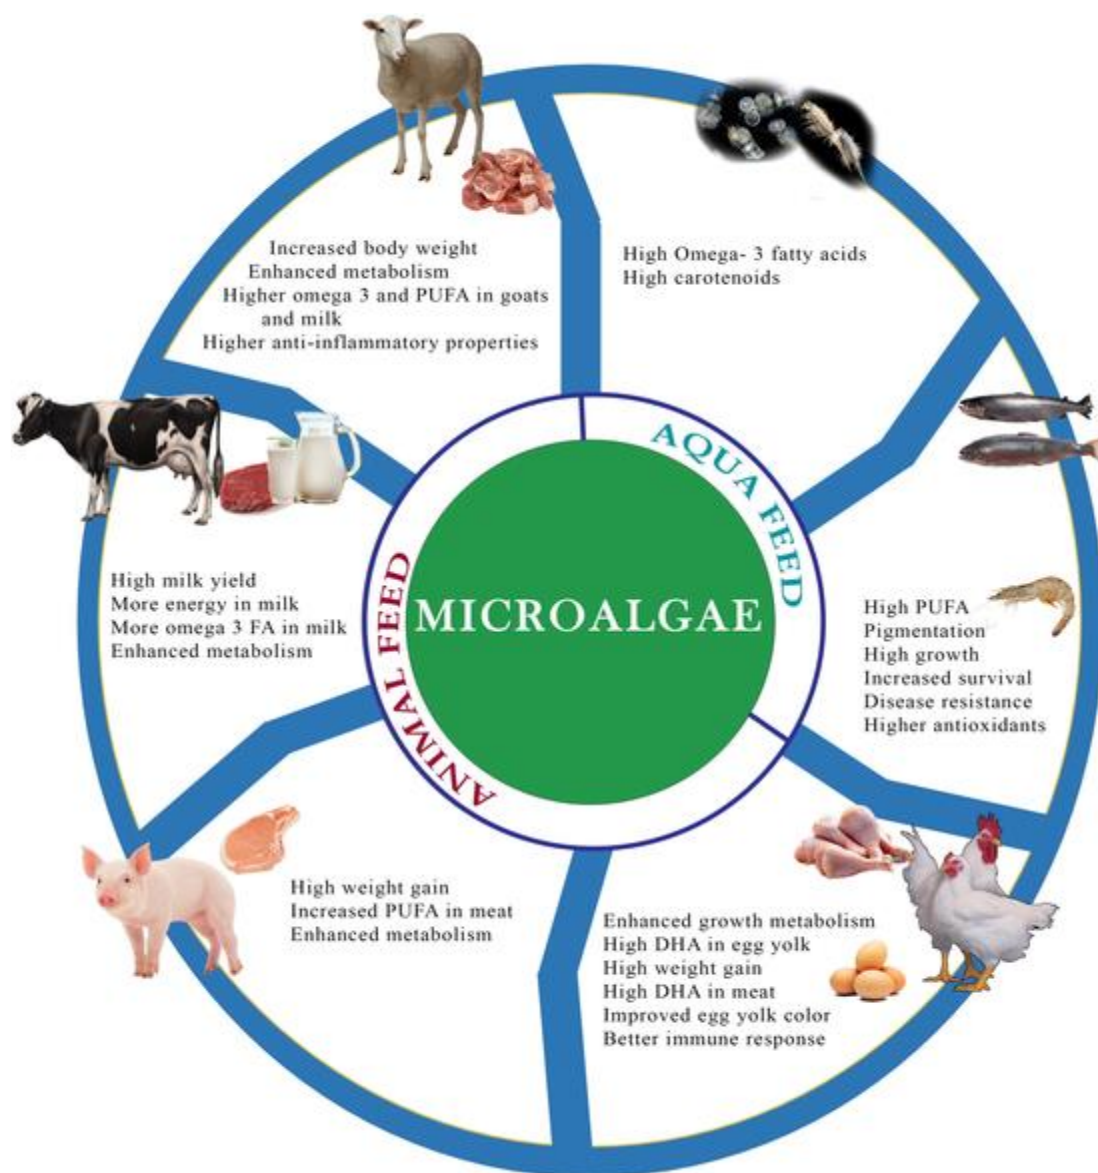 Increased body weight
Enhanced metabolism
Higher omega 3 and PUFA in goats
and milk
Higher anti-inflammatory properties
High Omega- 3 fatty acids
High carotenoids
High milk yield
More energy in milk
More omega 3 FA in milk
Enhanced metabolism
ANIMAL FEED
MICROALGAE
AQUA FEED
High PUFA
Pigmentation
High growth
Increased survival
Disease resistance
Higher antioxidants
High weight gain
Increased PUFA in meat
Enhanced metabolism
Enhanced growth metabolism
High DHA in egg yolk
High weight gain
High DHA in meat
Improved egg yolk color
Better immune response